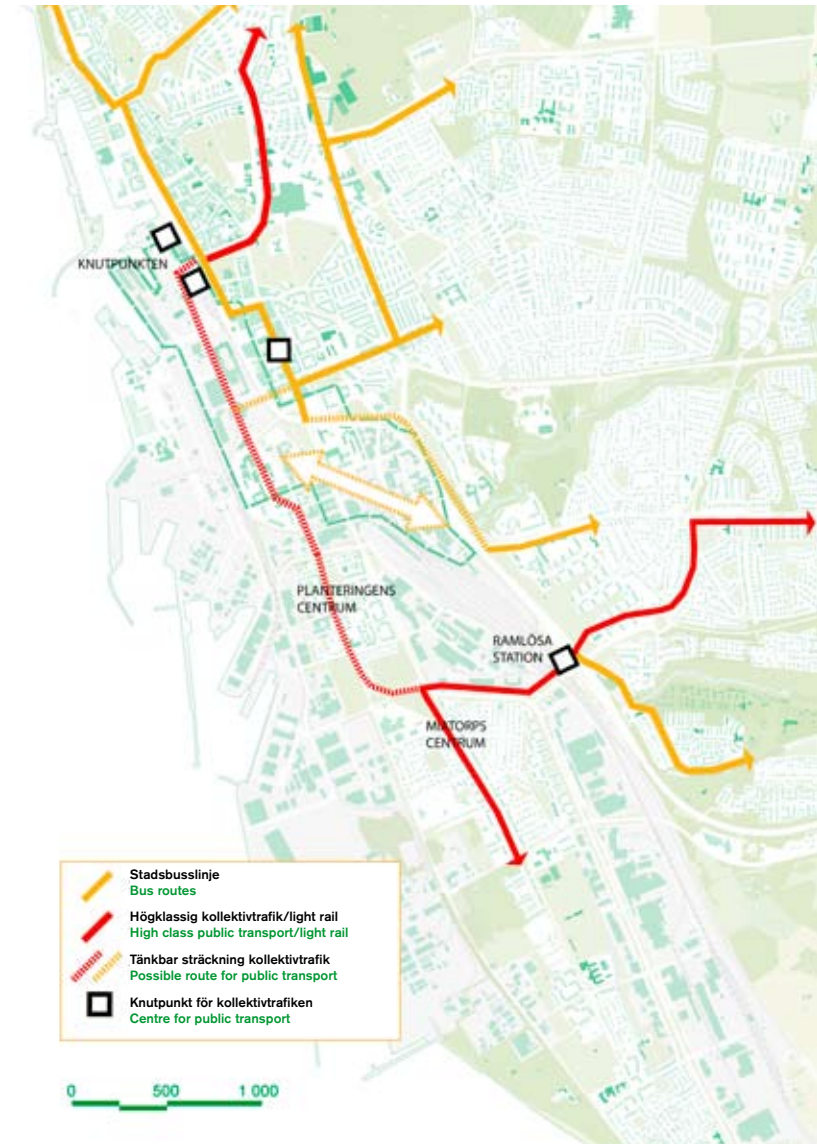 KNUTPUNKTEN
PLANTERINGENS
CENTRUM
RAMLÖSA
STATION
MIATORPS
CENTRUM
Stadsbusslinje
Bus routes
Högklassig kollektivtrafik/light rail
High class public transport/light rail
Tänkbar sträckning kollektivtrafik
Possible route for public transport
Knutpunkt för kollektivtrafiken
Centre for public transport
0 500 1 000